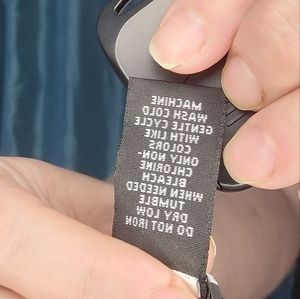 MACHINE
WASH COLD
GENTLE CYCLE
WITH LIKE
COLORS
ONLY NON-
CHLORINE
BLEACH
WHEN NEEDED
TUMBLE
DRY LOW
DO NOT IRON